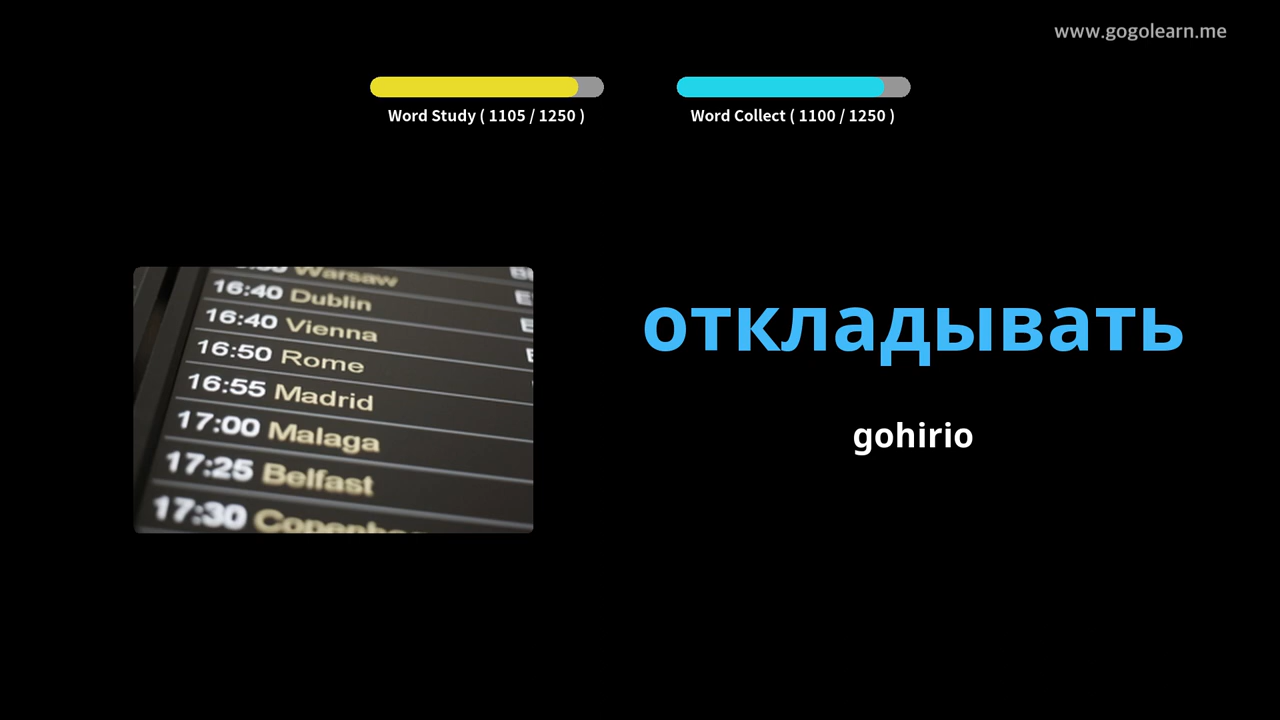 www.gogolearn.me
Word Study ( 1105 / 1250 )
Word Collect ( 1100 / 1250 )
Warsaw
16:40 Dublin
16:40 Vienna
16:50 Rome
16:55 Madrid
17:00 Malaga
17:25 Belfast
17:30
откладывать
gohirio